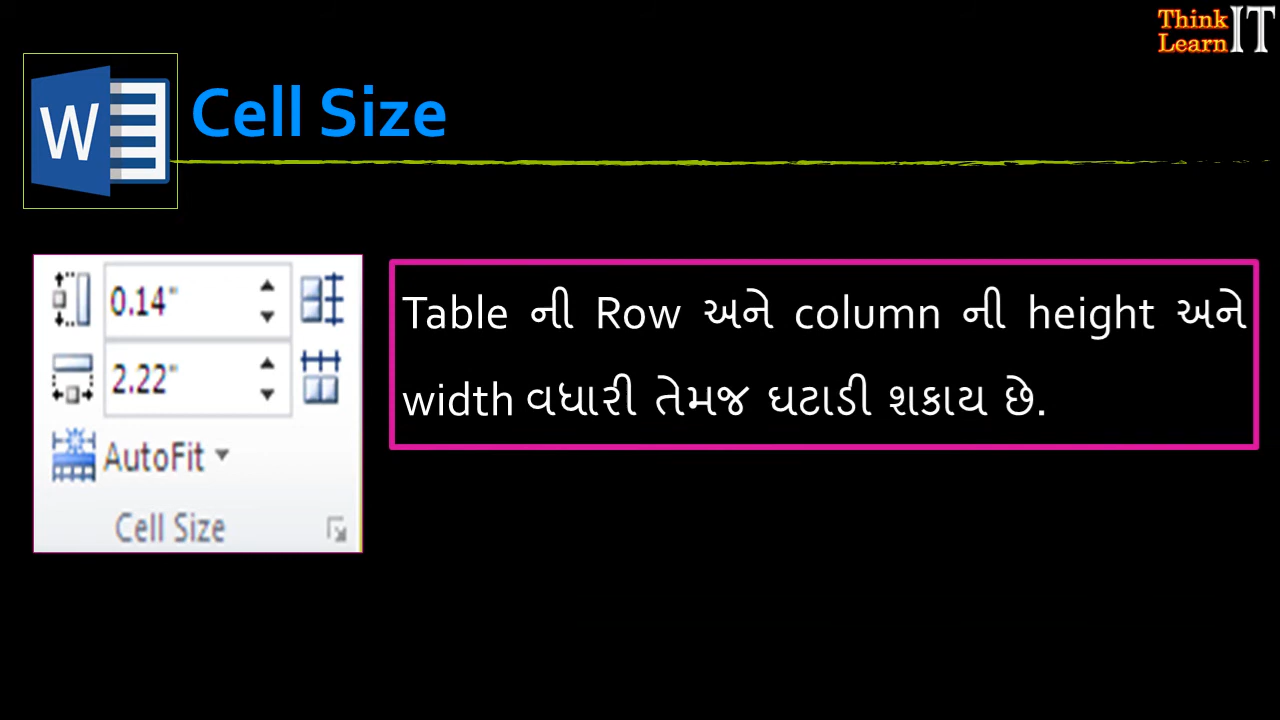 Think
Learn IT
W
Cell Size
0.14"
2.22"
AutoFit
Cell Size
Table ની Row અને column ની height અને
width વધારી તેમજ ઘટાડી શકાય છે.